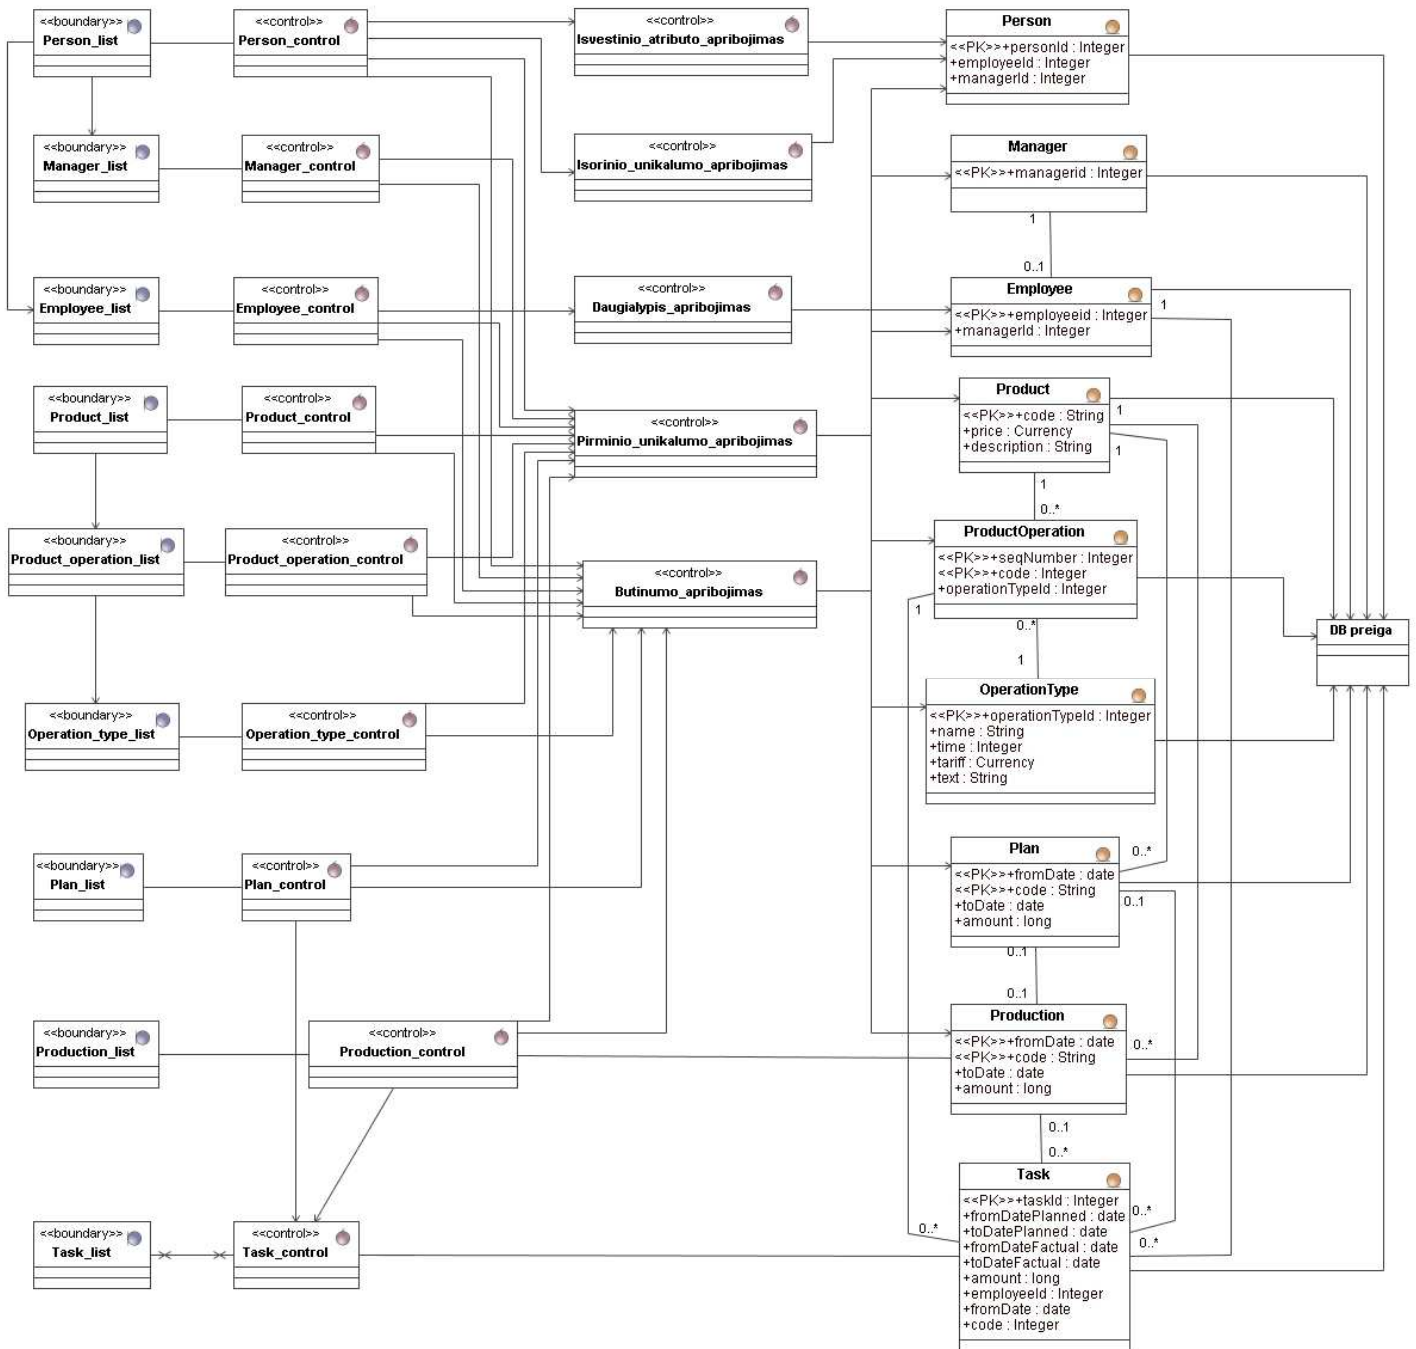 <<boundary>>
Person_list
<<control>>
Person_control
<<control>>
Isvestinio_atributo_apribojimas
Person
<<PK>>+personId : Integer
+employeeId : Integer
+managerId : Integer
<<boundary>>
Manager_list
<<control>>
Manager_control
<<control>>
Isorinio_unikalumo_apribojimas
Manager
<<PK>>+managerid : Integer
1
0..1
<<boundary>>
Employee_list
<<control>>
Employee_control
<<control>>
Daugialypis_apribojimas
Employee
<<PK>>+employeeid : Integer
+managerId : Integer
1
<<boundary>>
Product_list
<<control>>
Product_control
<<control>>
Pirminio_unikalumo_apribojimas
Product
<<PK>>+code : String
+price : Currency
+description : String
1
1
1
0..*
<<boundary>>
Product_operation_list
<<control>>
Product_operation_control
<<control>>
Butinumo_apribojimas
ProductOperation
<<PK>>+seqNumber : Integer
<<PK>>+code : Integer
+operationTypeId : Integer
1
0..*
1
DB preiga
<<boundary>>
Operation_type_list
<<control>>
Operation_type_control
OperationType
<<PK>>+operationTypeId : Integer
+name : String
+time : Integer
+tariff : Currency
+text : String
<<boundary>>
Plan_list
<<control>>
Plan_control
Plan
<<PK>>+fromDate : date
<<PK>>+code : String
+toDate : date
+amount : long
0..*
0..1
0..1
0..1
<<boundary>>
Production_list
<<control>>
Production_control
Production
<<PK>>+fromDate : date
<<PK>>+code : String
+toDate : date
+amount : long
0..*
0..1
0..*
<<boundary>>
Task_list
<<control>>
Task_control
Task
<<PK>>+taskId : Integer
+fromDatePlanned : date
+toDatePlanned : date
+fromDateFactual : date
+toDateFactual : date
+amount : long
+employeeId : Integer
+fromDate : date
+code : Integer
0..*
0..*
0..*